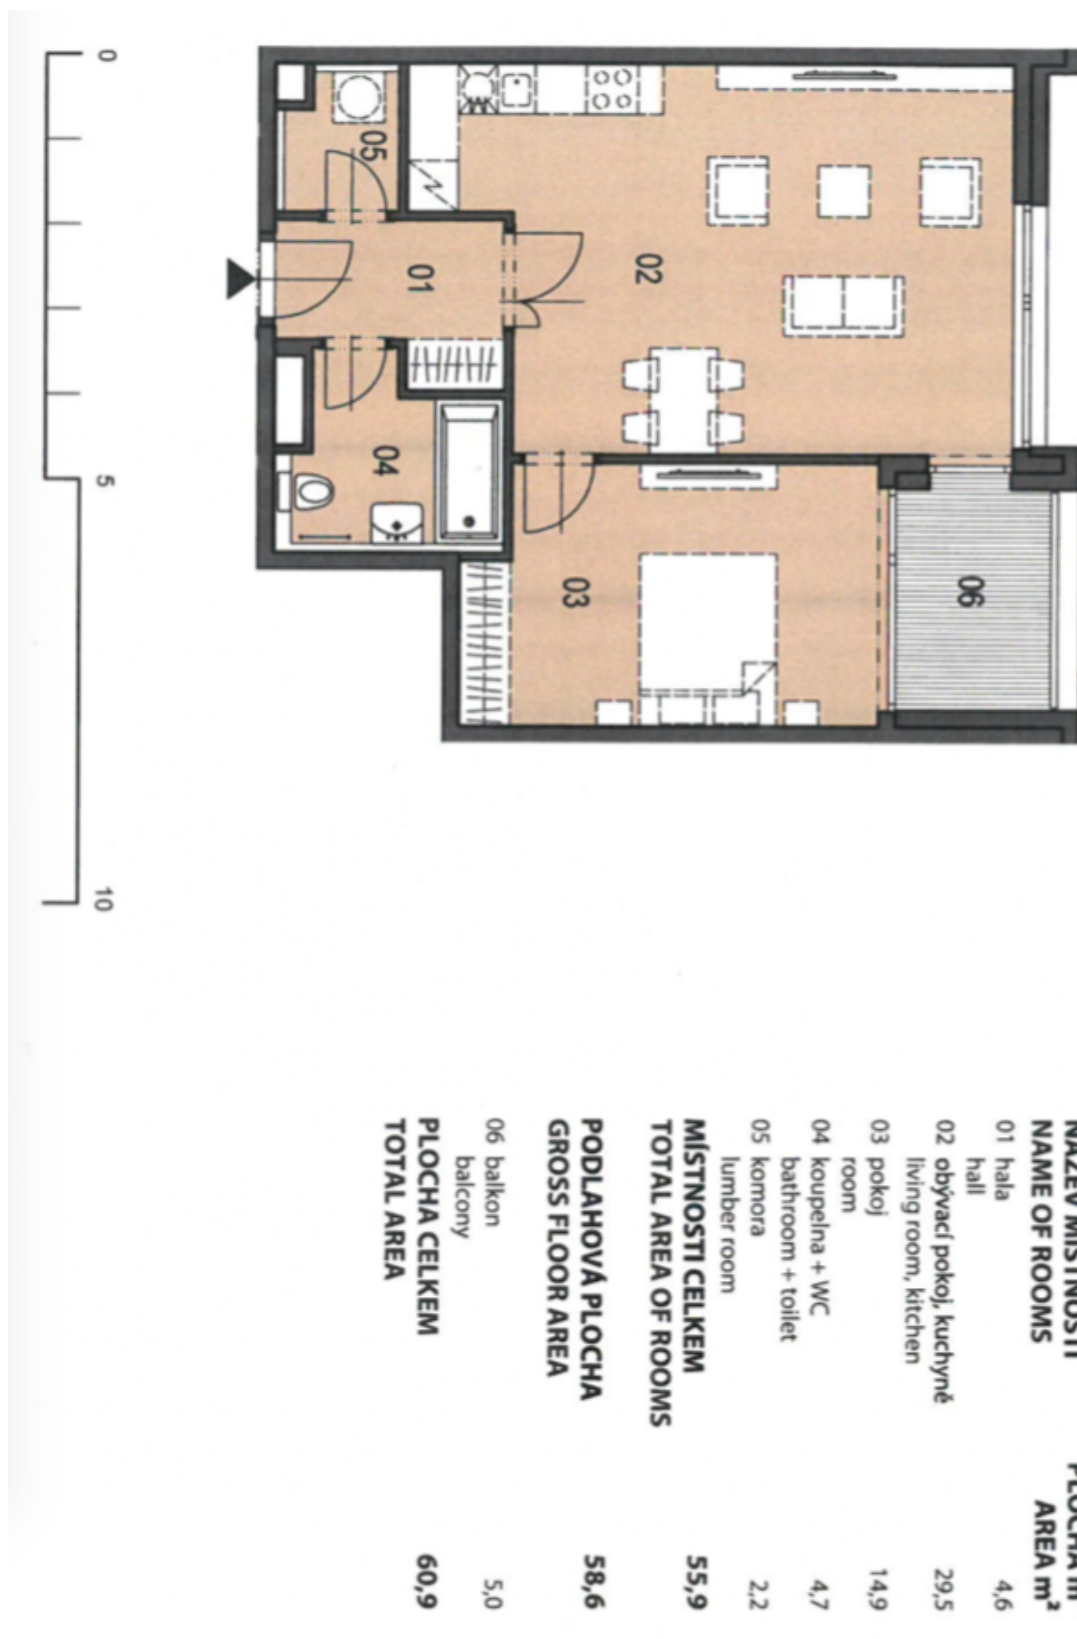 0
5
10
01
02
03
04
05
06
NÁZEV MÍSTNOSTI PLOCHA m
NAME OF ROOMS AREA m²
01 hala 4,6
hall
02 obývací pokoj, kuchyně 29,5
living room, kitchen
03 pokoj 14,9
room
04 koupelna + WC 4,7
bathroom + toilet
05 komora 2,2
lumber room
MÍSTNOSTI CELKEM 55,9
TOTAL AREA OF ROOMS
PODLAHOVÁ PLOCHA 58,6
GROSS FLOOR AREA
06 balkon 5,0
balcony
PLOCHA CELKEM 60,9
TOTAL AREA